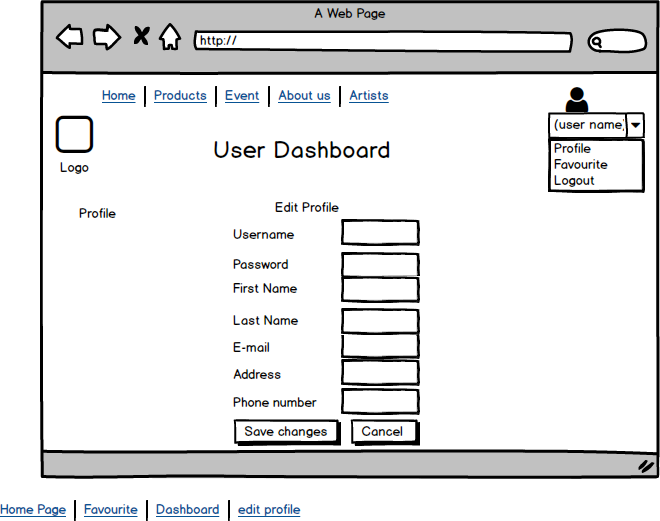 A Web Page
http://
Home Products Event About us Artists
(user name)
Profile
Favourite
Logout
Logo
User Dashboard
Profile
Edit Profile
Username
Password
First Name
Last Name
E-mail
Address
Phone number
Save changes Cancel
Home Page Favourite Dashboard edit profile